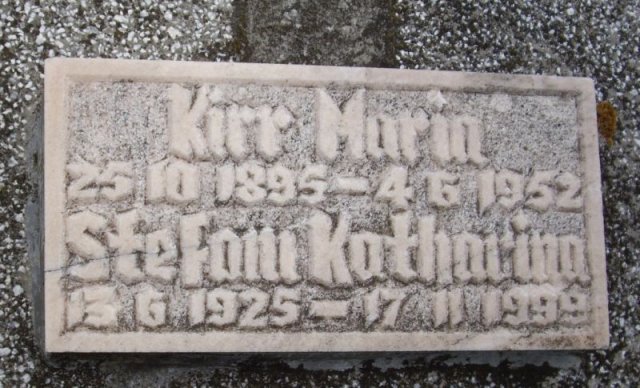 Kirr Maria
25 10 1895 - 4 6 1952
Stefani Katharina
13 6 1925 - 17 11 1999